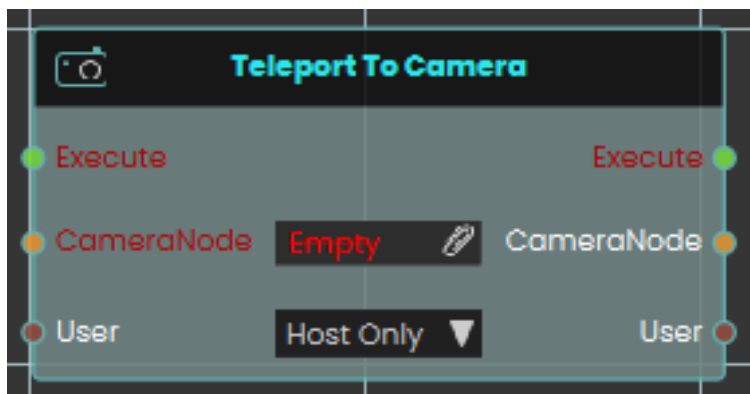 Teleport To Camera
Execute Execute
CameraNode Empty CameraNode
User Host Only User